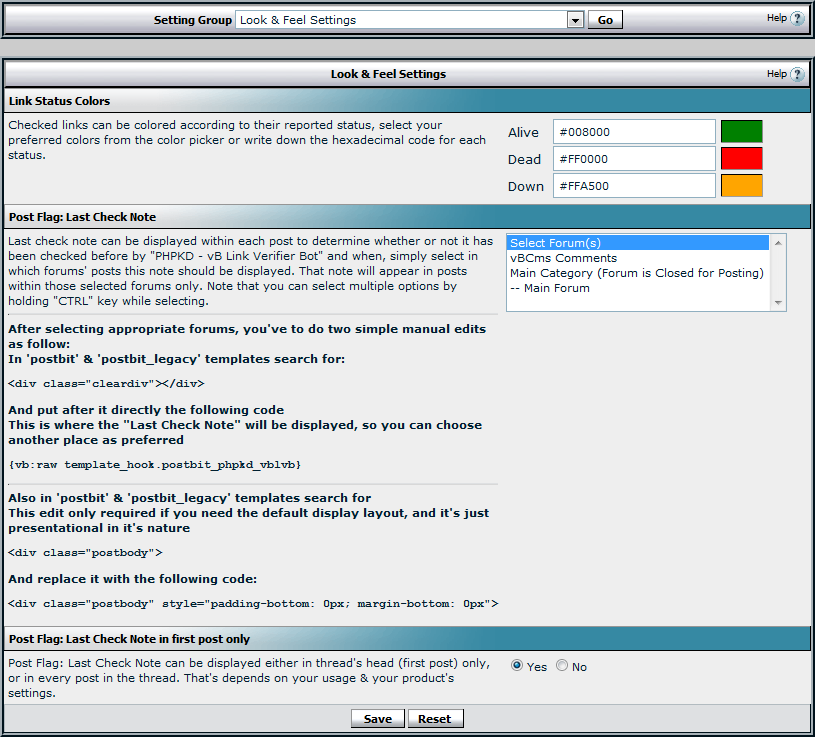 Setting Group Look & Feel Settings Go Help ?
Look & Feel Settings Help ?
Link Status Colors
Checked links can be colored according to their reported status, select your
preferred colors from the color picker or write down the hexadecimal code for each
status.
Alive #008000
Dead #FF0000
Down #FFA500
Post Flag: Last Check Note
Last check note can be displayed within each post to determine whether or not it has
been checked before by "PHPKD - vB Link Verifier Bot" and when, simply select in
which forums' posts this note should be displayed. That note will appear in posts
within those selected forums only. Note that you can select multiple options by
holding "CTRL" key while selecting.
After selecting appropriate forums, you've to do two simple manual edits
as follow:
In 'postbit' & 'postbit_legacy' templates search for:
<div class="cleardiv"></div>
And put after it directly the following code
This is where the "Last Check Note" will be displayed, so you can choose
another place as preferred
{vb:raw template_hook.postbit_phpkd_vblvb}
Also in 'postbit' & 'postbit_legacy' templates search for
This edit only required if you need the default display layout, and it's just
presentational in it's nature
<div class="postbody">
And replace it with the following code:
<div class="postbody" style="padding-bottom: 0px; margin-bottom: 0px">
Select Forum(s)
vBCms Comments
Main Category (Forum is Closed for Posting)
-- Main Forum
Post Flag: Last Check Note in first post only
Post Flag: Last Check Note can be displayed either in thread's head (first post) only,
or in every post in the thread. That's depends on your usage & your product's
settings.
Yes No
Save Reset